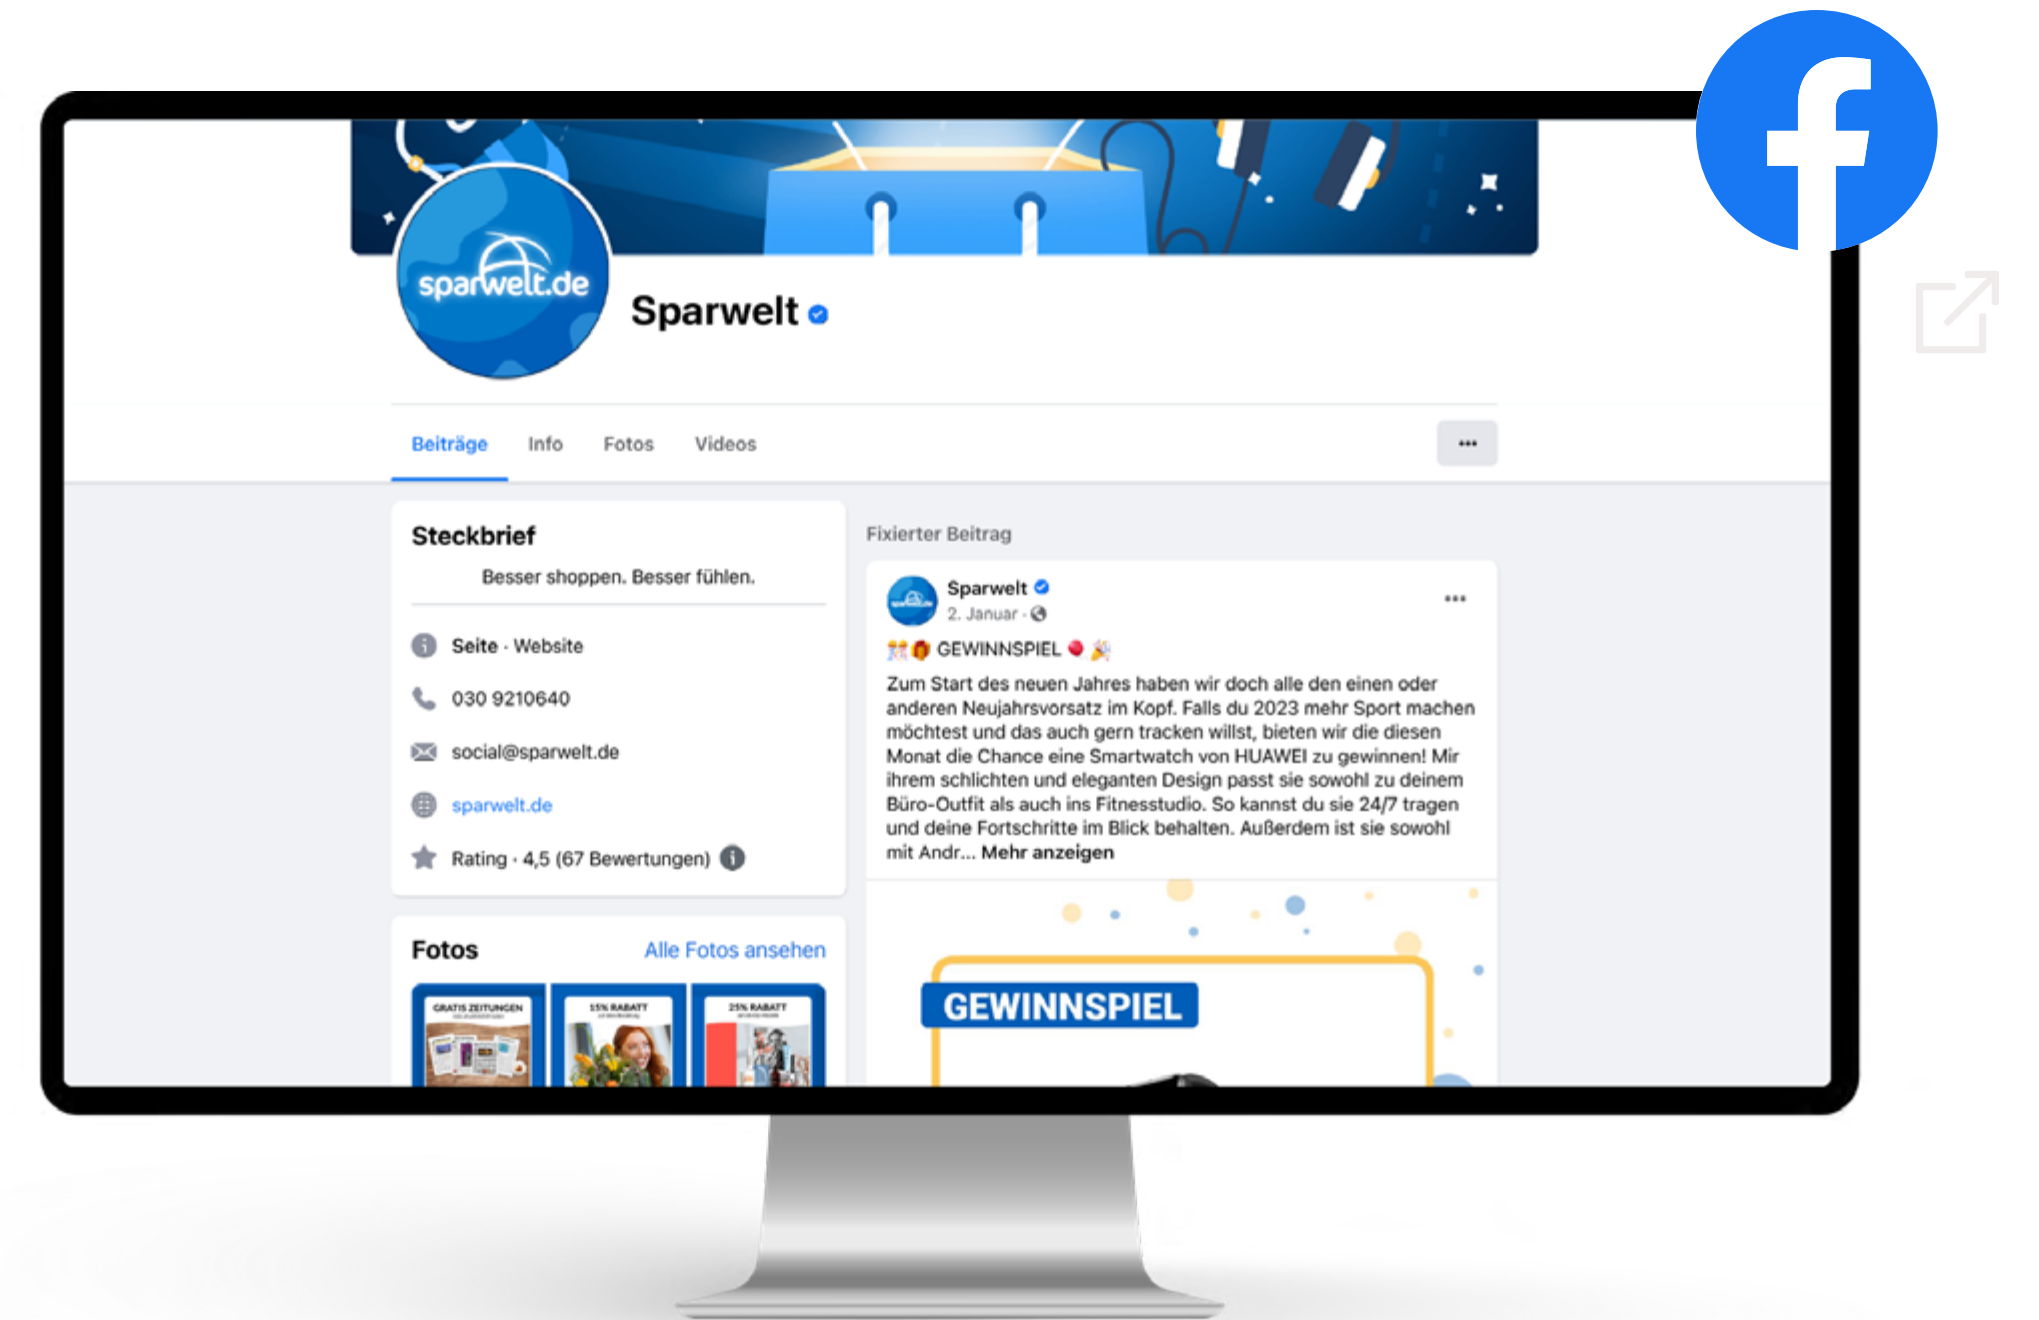 sparwelt.de
Sparwelt
Beiträge Info Fotos Videos
Steckbrief
Besser shoppen. Besser fühlen.
Seite · Website
030 9210640
social@sparwelt.de
sparwelt.de
Rating · 4,5 (67 Bewertungen)
Fotos Alle Fotos ansehen
GRATIS ZEITUNGEN
15% RABATT
25% RABATT
Fixierter Beitrag
Sparwelt
2. Januar ·
GEWINNSPIEL
Zum Start des neuen Jahres haben wir doch alle den einen oder
anderen Neujahrsvorsatz im Kopf. Falls du 2023 mehr Sport machen
möchtest und das auch gern tracken willst, bieten wir die diesen
Monat die Chance eine Smartwatch von HUAWEI zu gewinnen! Mir
ihrem schlichten und eleganten Design passt sie sowohl zu deinem
Büro-Outfit als auch ins Fitnesstudio. So kannst du sie 24/7 tragen
und deine Fortschritte im Blick behalten. Außerdem ist sie sowohl
mit Andr... Mehr anzeigen
GEWINNSPIEL